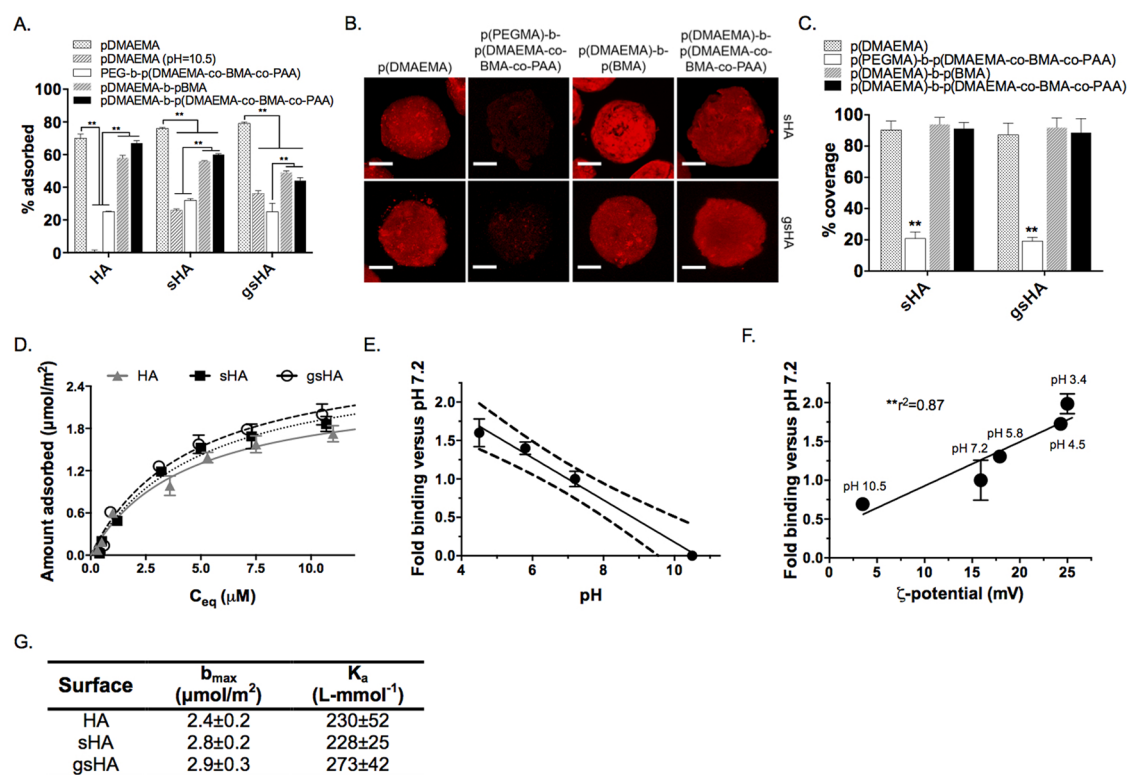 A.
pDMAEMA
pDMAEMA (pH=10.5)
PEG-b-p(DMAEMA-co-BMA-co-PAA)
pDMAEMA-b-pBMA
pDMAEMA-b-p(DMAEMA-co-BMA-co-PAA)
% adsorbed
100
80
60
40
20
0
** ** ** ** ** **
HA sHA gsHA
B.
p(DMAEMA)
p(PEGMA)-b-
p(DMAEMA-co-
BMA-co-PAA)
p(DMAEMA)-b-
p(BMA)
p(DMAEMA)-b-
p(DMAEMA-co-
BMA-co-PAA)
sHA
gsHA
C.
p(DMAEMA)
p(PEGMA)-b-p(DMAEMA-co-BMA-co-PAA)
p(DMAEMA)-b-p(BMA)
p(DMAEMA)-b-p(DMAEMA-co-BMA-co-PAA)
% coverage
100
80
60
40
20
0
** **
sHA gsHA
D.
HA sHA gsHA
Amount adsorbed (μmol/m²)
2.4
1.8
1.2
0.6
0.0
0.0 2.5 5.0 7.5 10.0
Ceq (μM)
E.
Fold binding versus pH 7.2
2.0
1.5
1.0
0.5
0.0
4 6 8 10
pH
F.
Fold binding versus pH 7.2
2.0
1.5
1.0
0.5
0.0
**r²=0.87
pH 3.4
pH 5.8
pH 7.2
pH 4.5
pH 10.5
0 5 10 15 20 25
ζ-potential (mV)
G.
Surface bmax (μmol/m²) Ka (L-mmol⁻¹)
HA 2.4±0.2 230±52
sHA 2.8±0.2 228±25
gsHA 2.9±0.3 273±42